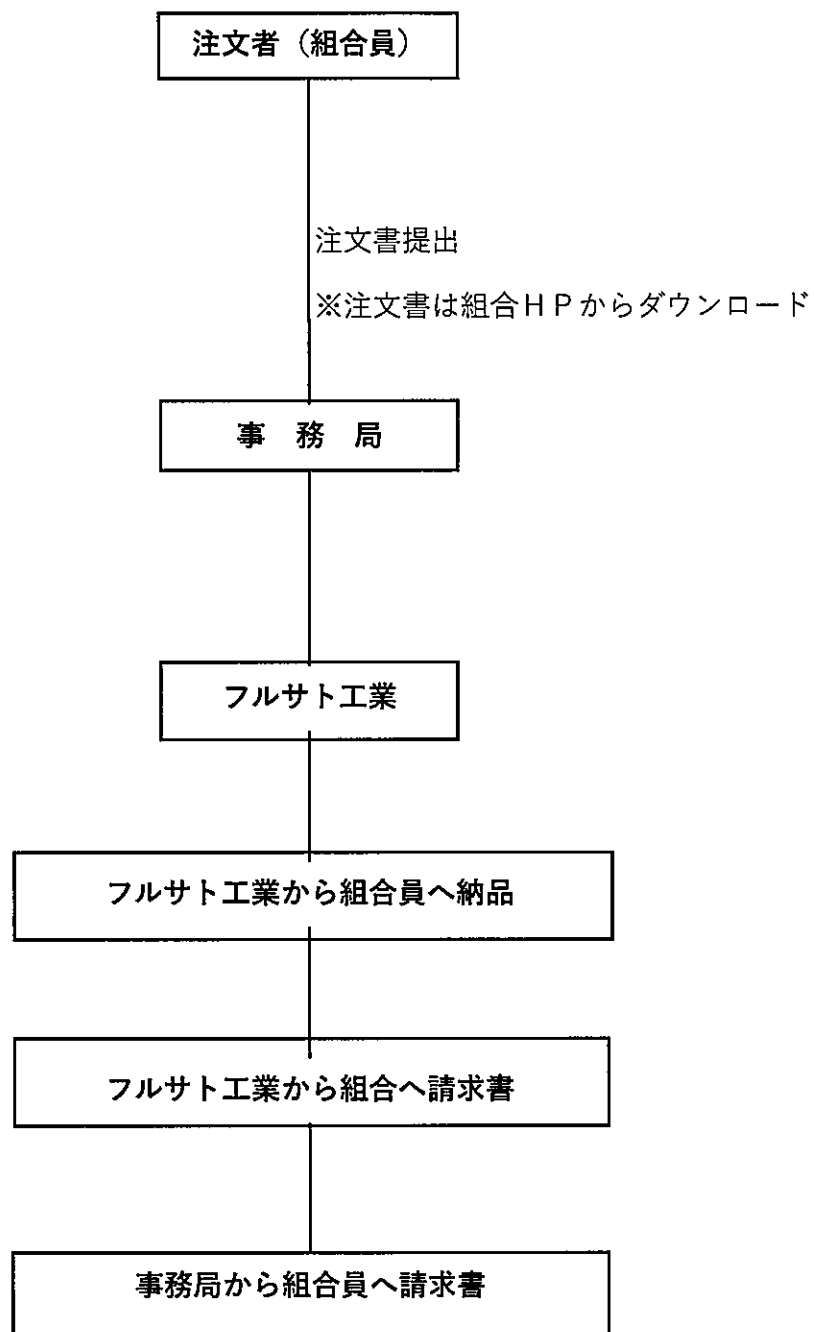 注文者（組合員）
注文書提出
※注文書は組合ＨＰからダウンロード
事　務　局
フルサト工業
フルサト工業から組合員へ納品
フルサト工業から組合へ請求書
事務局から組合員へ請求書